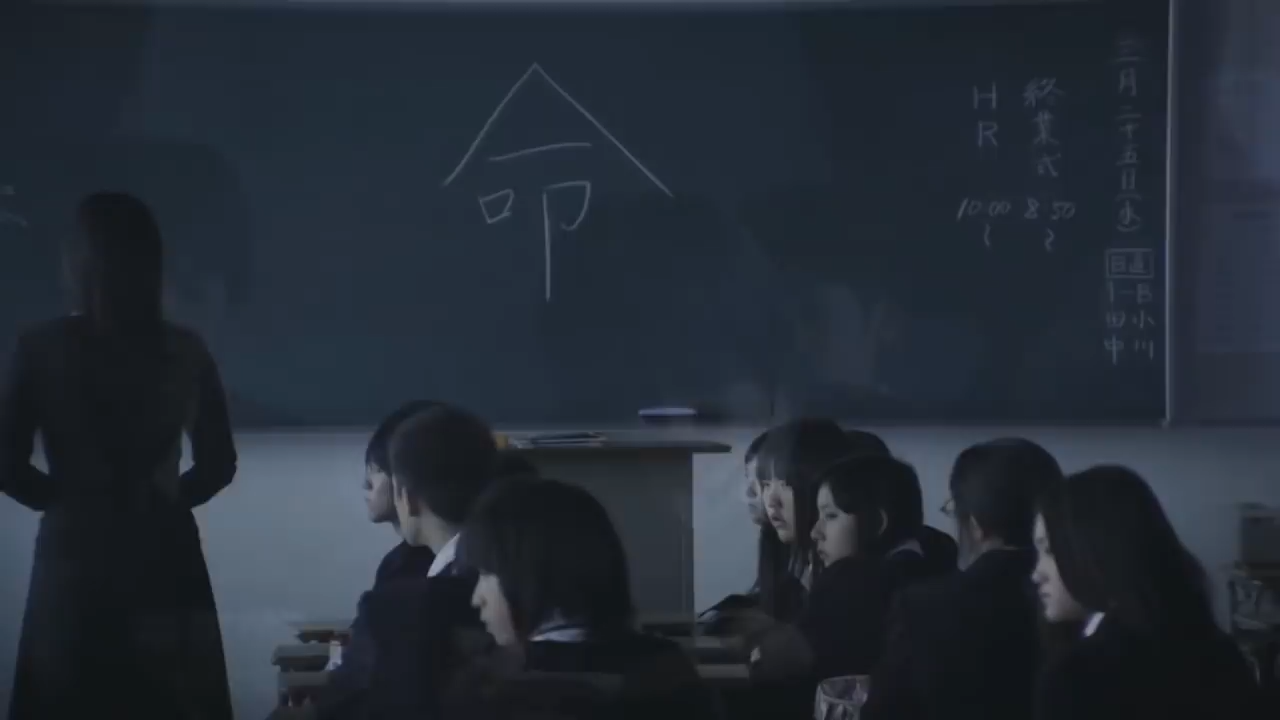 命
三月二十五日(水)
日直
1-B
小川
田中
終業式
8:50
〜
HR
10:00
〜